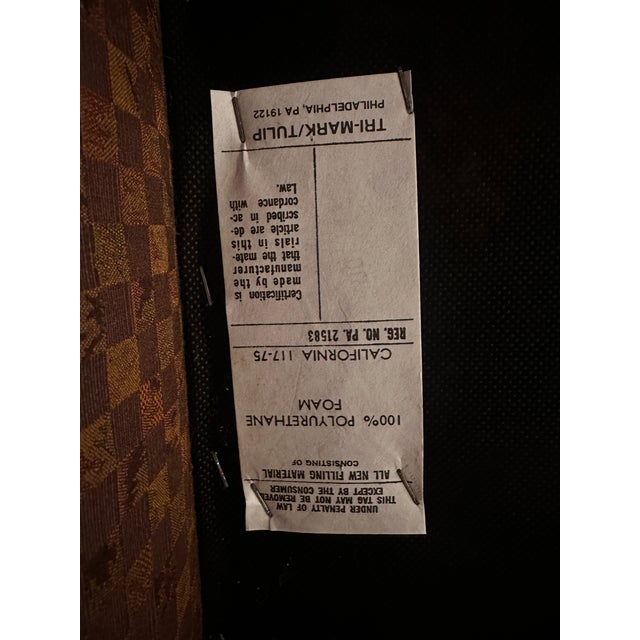 UNDER PENALTY OF LAW
THIS TAG MAY NOT BE REMOVED
EXCEPT BY THE CONSUMER
ALL NEW FILLING MATERIAL
CONSISTING OF
100% POLYURETHANE
FOAM
CALIFORNIA 117-75
REG. NO. PA. 21583
Certification is
made by the
manufacturer
that the mate-
rials in this
article are de-
scribed in ac-
cordance with
Law.
TRI-MARK/TULIP
PHILADELPHIA, PA 19122